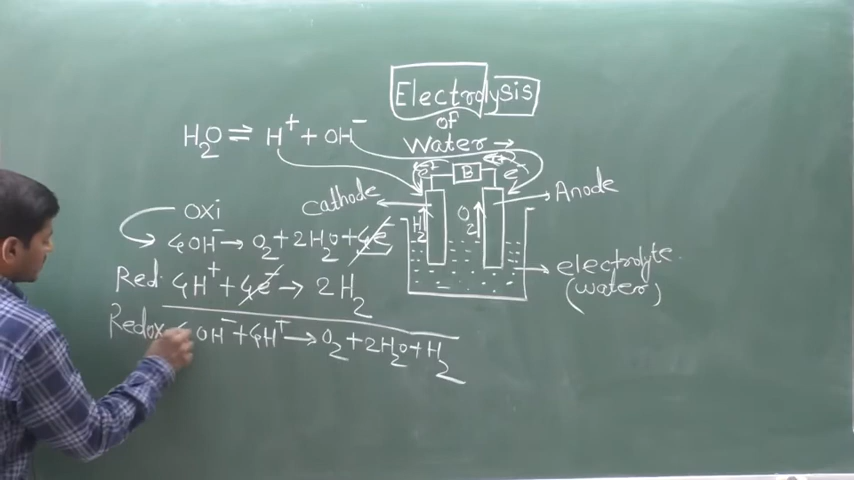 Electrolysis
of
Water →
H₂O ⇌ H⁺ + OH⁻
e⁻ B e⁻
cathode
Anode
H₂ O₂
oxi
4OH⁻ → O₂ + 2H₂O + 4e⁻
electrolyte
(water)
Red: 4H⁺ + 4e⁻ → 2H₂
Redox 4OH⁻ + 4H⁺ → O₂ + 2H₂O + H₂